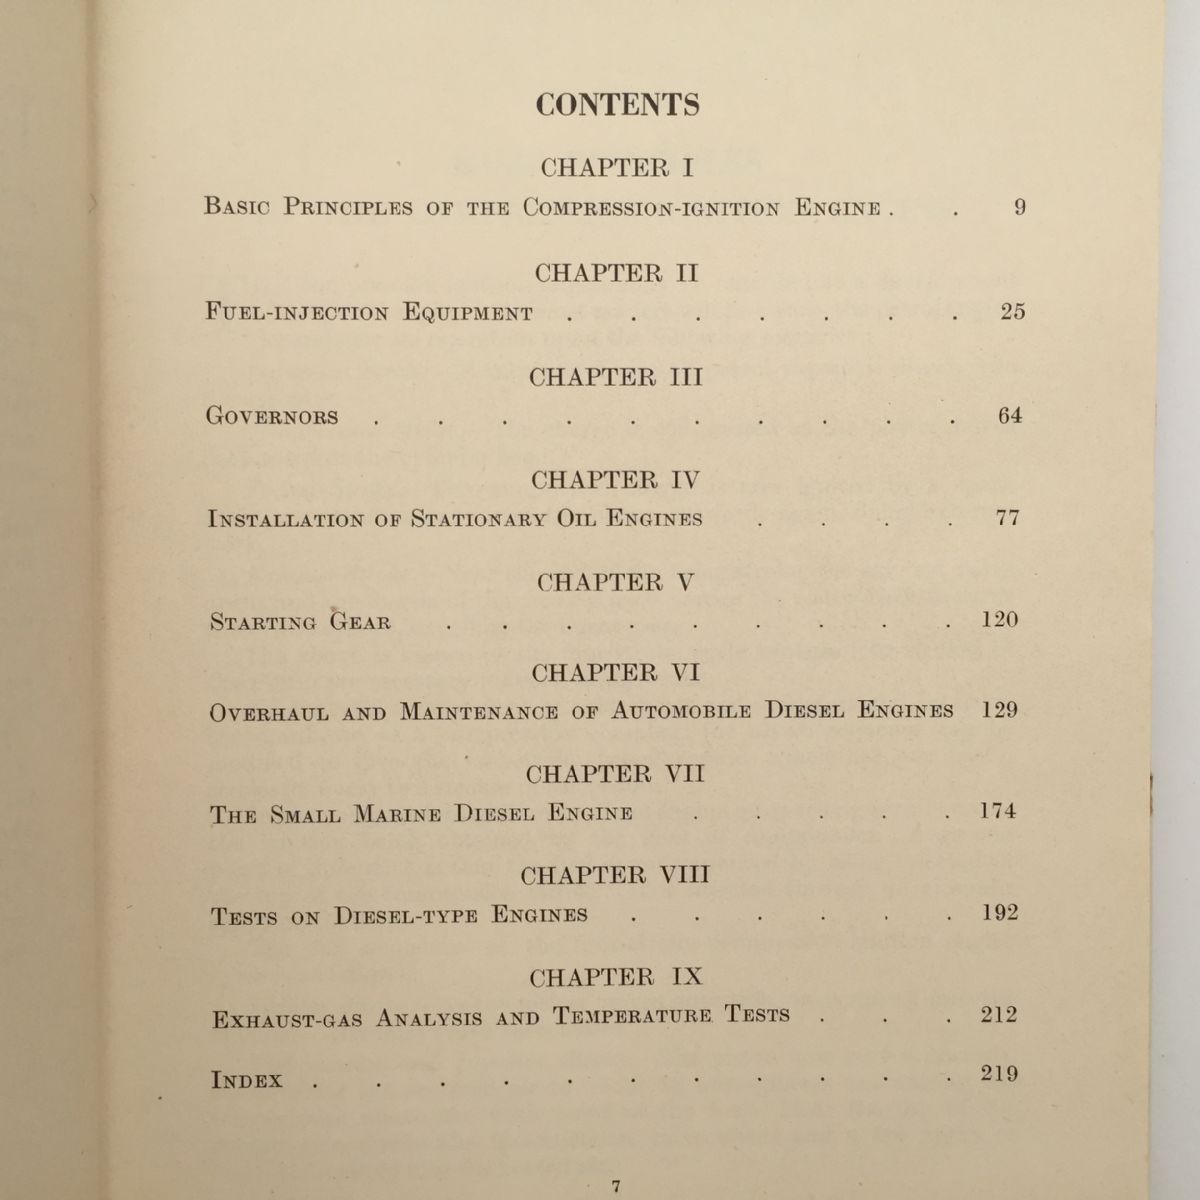 CONTENTS
CHAPTER I
Basic Principles of the Compression-ignition Engine . . 9
CHAPTER II
Fuel-injection Equipment . . . . . . . 25
CHAPTER III
Governors . . . . . . . . . . 64
CHAPTER IV
Installation of Stationary Oil Engines . . . . 77
CHAPTER V
Starting Gear . . . . . . . . . 120
CHAPTER VI
Overhaul and Maintenance of Automobile Diesel Engines 129
CHAPTER VII
The Small Marine Diesel Engine . . . . . 174
CHAPTER VIII
Tests on Diesel-type Engines . . . . . . 192
CHAPTER IX
Exhaust-gas Analysis and Temperature Tests . . . 212
Index . . . . . . . . . . . 219
7